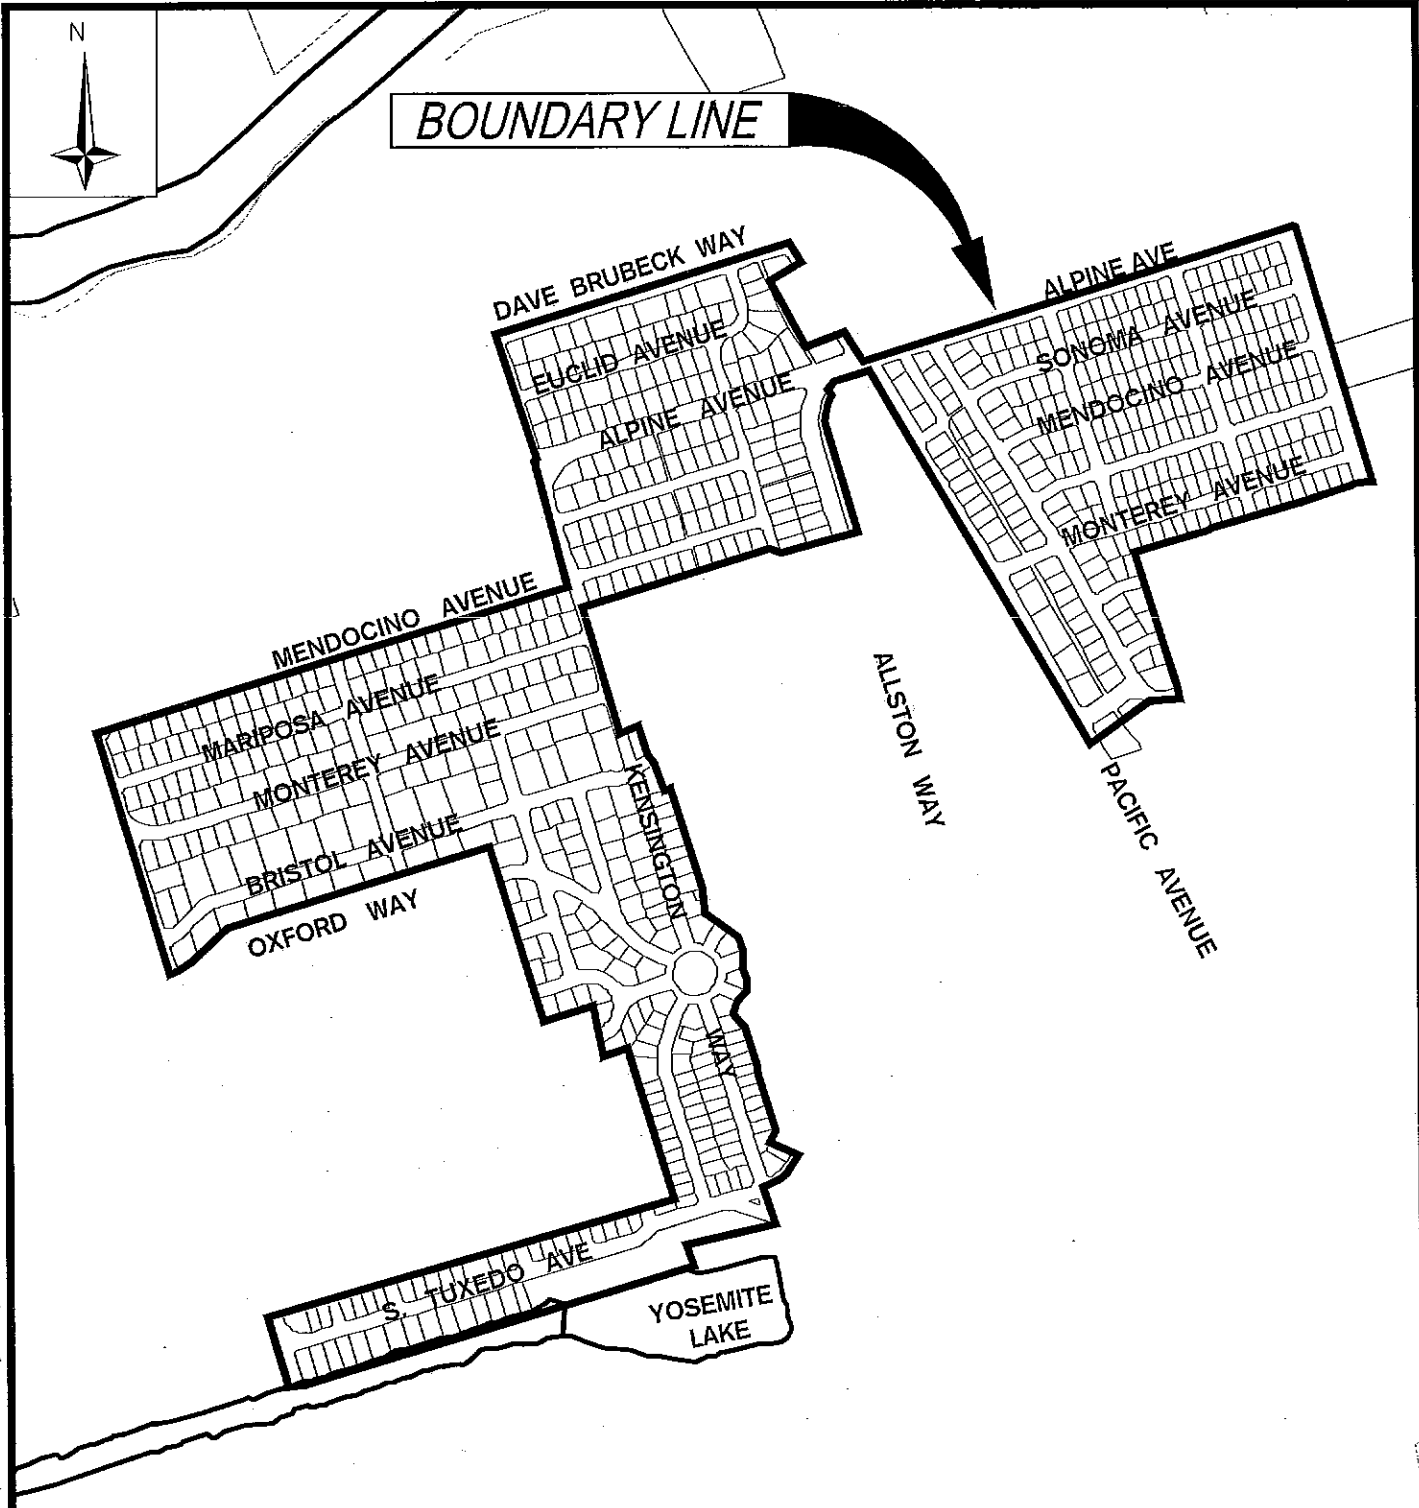 N
BOUNDARY LINE
DAVE BRUBECK WAY
ALPINE AVE
EUCLID AVENUE
SONOMA AVENUE
ALPINE AVENUE
MENDOCINO AVENUE
MONTEREY AVENUE
MENDOCINO AVENUE
MARIPOSA AVENUE
MONTEREY AVENUE
BRISTOL AVENUE
OXFORD WAY
KENSINGTON WAY
ALLSTON WAY
PACIFIC AVENUE
S. TUXEDO AVE
YOSEMITE
LAKE